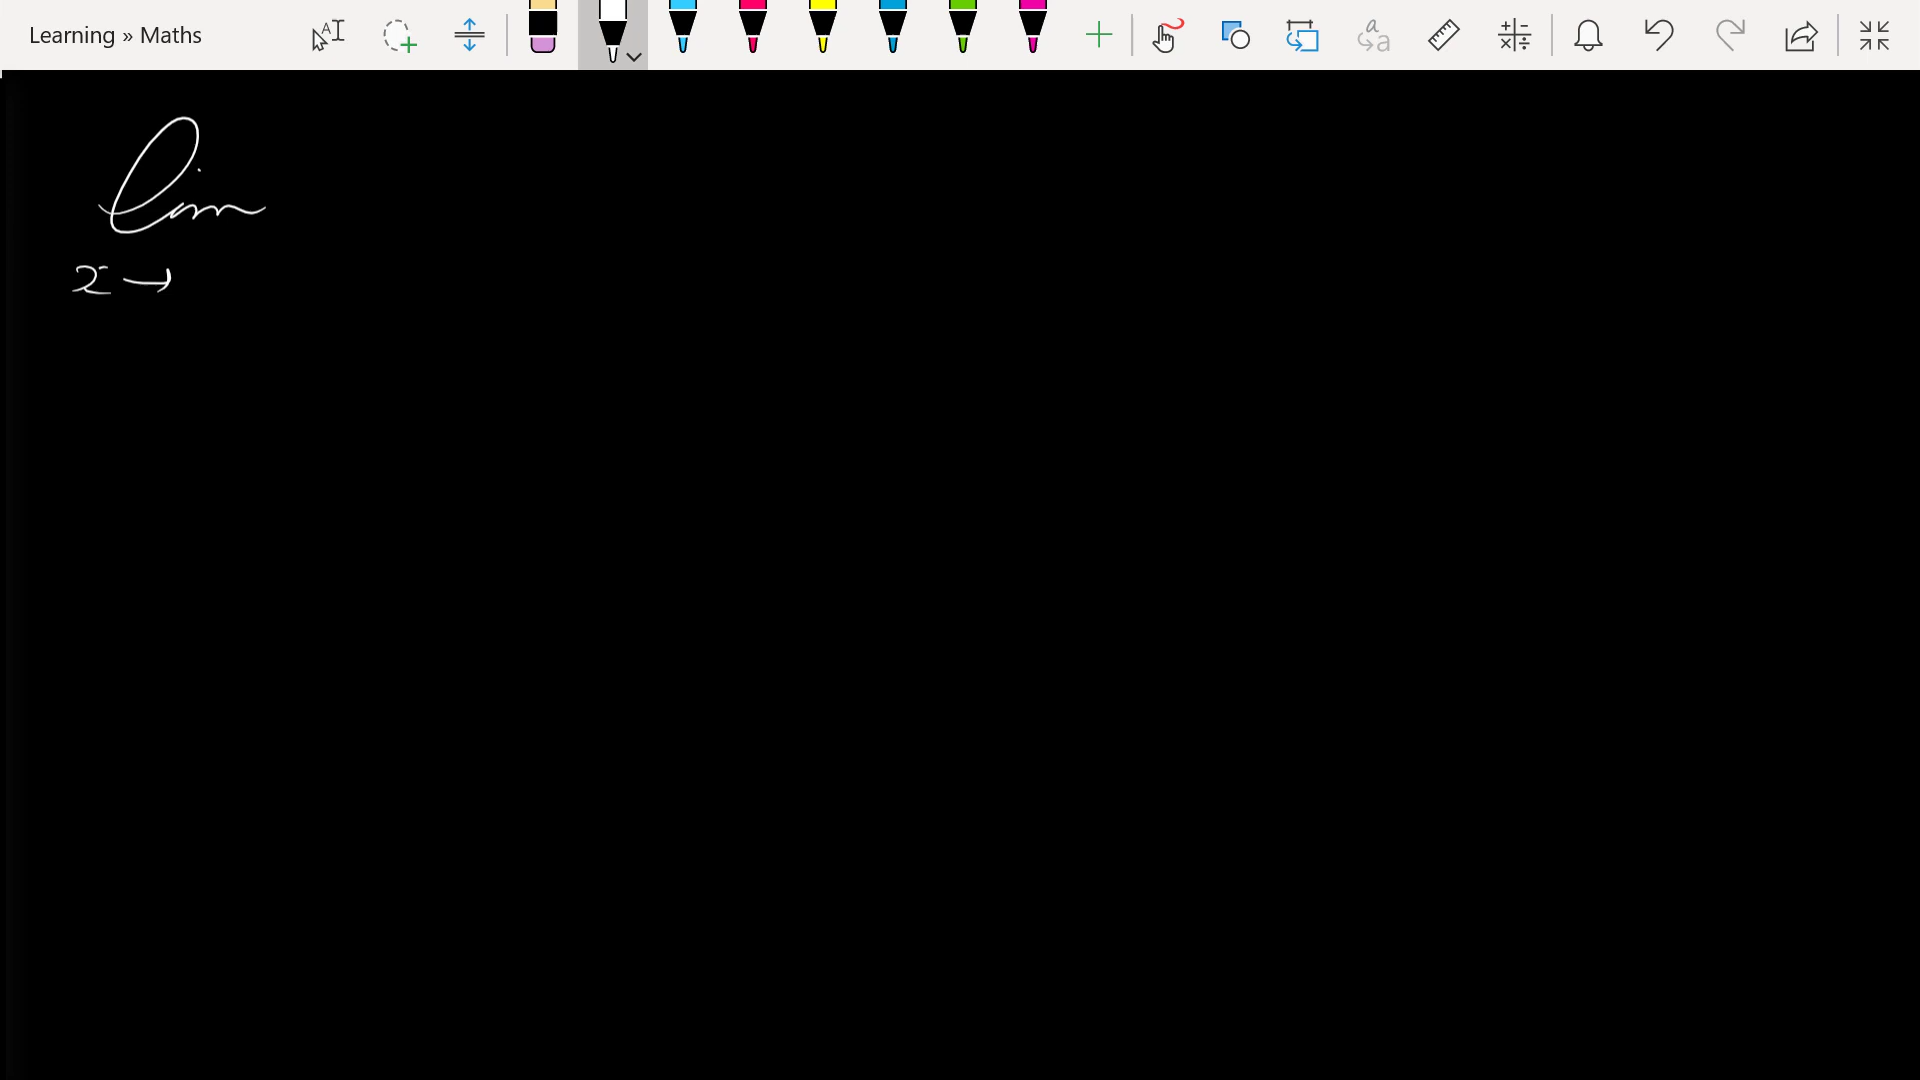 Learning » Maths
lim
x →